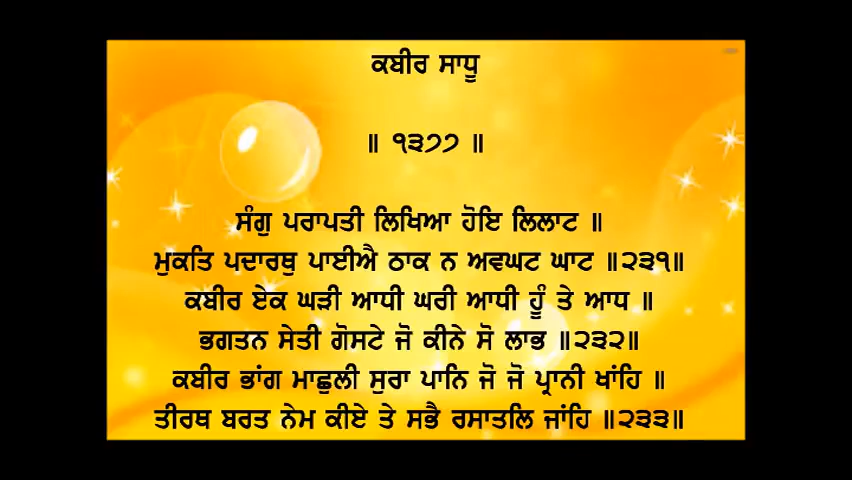 ਕਬੀਰ ਸਾਧੂ
॥ ੧੩੭੭ ॥
ਸੰਗੁ ਪਰਾਪਤੀ ਲਿਖਿਆ ਹੋਇ ਲਿਲਾਟ ॥
ਮੁਕਤਿ ਪਦਾਰਥੁ ਪਾਈਐ ਠਾਕ ਨ ਅਵਘਟ ਘਾਟ ॥੨੩੧॥
ਕਬੀਰ ਏਕ ਘੜੀ ਆਧੀ ਘਰੀ ਆਧੀ ਹੂੰ ਤੇ ਆਧ ॥
ਭਗਤਨ ਸੇਤੀ ਗੋਸਟੇ ਜੋ ਕੀਨੇ ਸੋ ਲਾਭ ॥੨੩੨॥
ਕਬੀਰ ਭਾਂਗ ਮਾਛੁਲੀ ਸੁਰਾ ਪਾਨਿ ਜੋ ਜੋ ਪ੍ਰਾਨੀ ਖਾਂਹਿ ॥
ਤੀਰਥ ਬਰਤ ਨੇਮ ਕੀਏ ਤੇ ਸਭੈ ਰਸਾਤਲਿ ਜਾਂਹਿ ॥੨੩੩॥